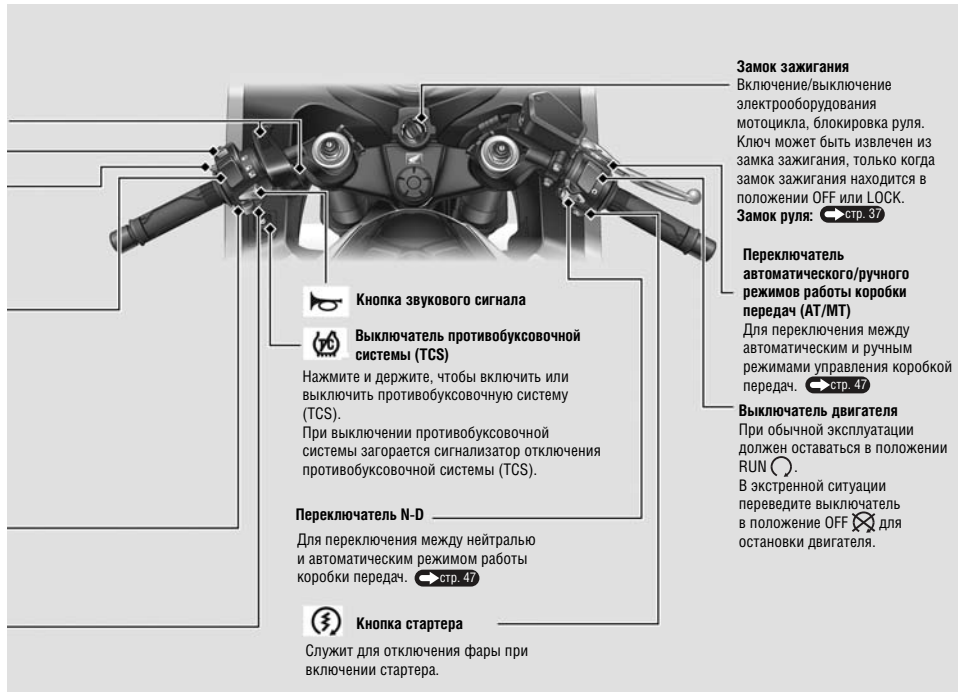 Замок зажигания
Включение/выключение
электрооборудования
мотоцикла, блокировка руля.
Ключ может быть извлечен из
замка зажигания, только когда
замок зажигания находится в
положении OFF или LOCK.
Замок руля: стр. 37
Переключатель
автоматического/ручного
режимов работы коробки
передач (AT/MT)
Для переключения между
автоматическим и ручным
режимами управления коробкой
передач. стр. 47
Выключатель двигателя
При обычной эксплуатации
должен оставаться в положении
RUN .
В экстренной ситуации
переведите выключатель
в положение OFF для
остановки двигателя.
Кнопка звукового сигнала
Выключатель противобуксовочной
системы (TCS)
Нажмите и держите, чтобы включить или
выключить противобуксовочную систему
(TCS).
При выключении противобуксовочной
системы загорается сигнализатор отключения
противобуксовочной системы (TCS).
Переключатель N-D
Для переключения между нейтралью
и автоматическим режимом работы
коробки передач. стр. 47
Кнопка стартера
Служит для отключения фары при
включении стартера.